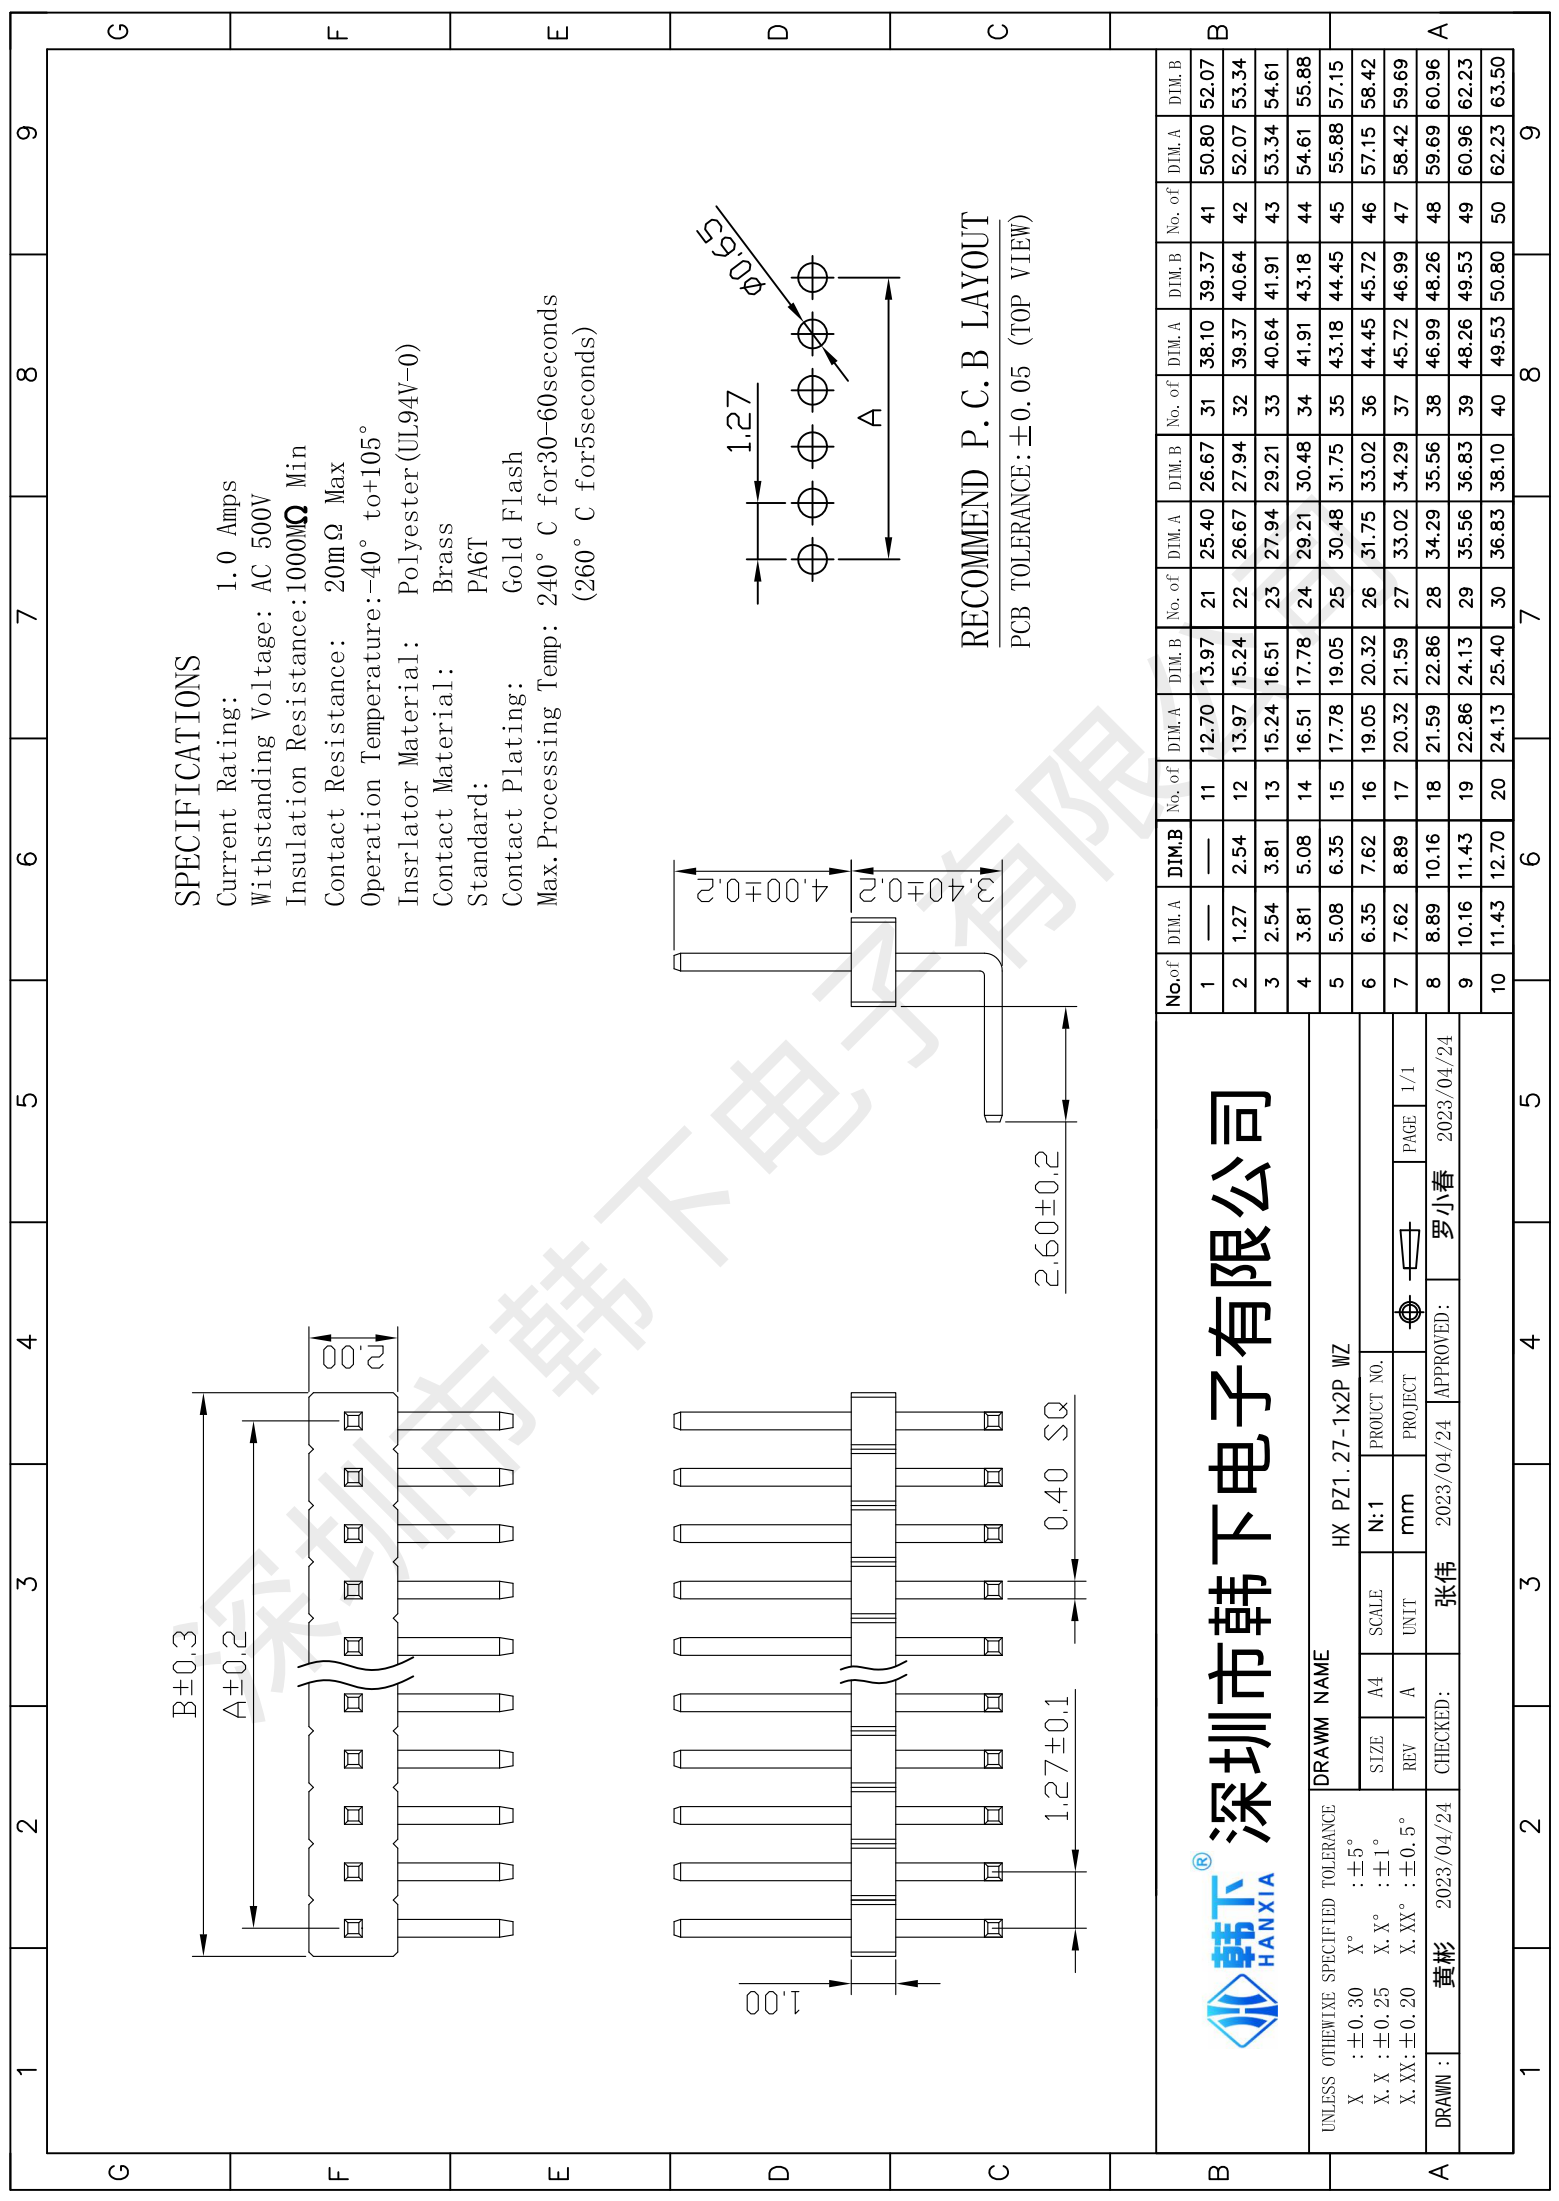 1 2 3 4 5 6 7 8 9
G
F
E
D
C
B
A
SPECIFICATIONS
Current Rating: 1.0 Amps
Withstanding Voltage: AC 500V
Insulation Resistance:1000MΩ Min
Contact Resistance: 20mΩ Max
Operation Temperature:-40° to+105°
Insrlator Material: Polyester(UL94V-0)
Contact Material: Brass
Standard: PA6T
Contact Plating: Gold Flash
Max.Processing Temp: 240° C for30-60seconds
(260° C for5seconds)
B±0.3
A±0.2
2.00
1.00
1.27±0.1
0.40 SQ
4.00±0.2
3.40±0.2
2.60±0.2
1.27
Φ0.65
A
RECOMMEND P.C.B LAYOUT
PCB TOLERANCE:±0.05 (TOP VIEW)
深圳市韩下电子有限公司
韩下®
HANXIA
深圳市韩下电子有限公司
UNLESS OTHEWIXE SPECIFIED TOLERANCE
X :±0.30 X° :±5°
X.X :±0.25 X.X° :±1°
X.XX:±0.20 X.XX° :±0.5°
DRAWM NAME
HX PZ1.27-1x2P WZ
SIZE A4 SCALE N:1 PROUCT NO.
REV A UNIT mm PROJECT PAGE 1/1
DRAWN: 黄彬 2023/04/24 CHECKED: 张伟 2023/04/24 APPROVED: 罗小春 2023/04/24
No.of DIM.A DIM.B No.of DIM.A DIM.B No.of DIM.A DIM.B No.of DIM.A DIM.B No.of DIM.A DIM.B
1 — — 11 12.70 13.97 21 25.40 26.67 31 38.10 39.37 41 50.80 52.07
2 1.27 2.54 12 13.97 15.24 22 26.67 27.94 32 39.37 40.64 42 52.07 53.34
3 2.54 3.81 13 15.24 16.51 23 27.94 29.21 33 40.64 41.91 43 53.34 54.61
4 3.81 5.08 14 16.51 17.78 24 29.21 30.48 34 41.91 43.18 44 54.61 55.88
5 5.08 6.35 15 17.78 19.05 25 30.48 31.75 35 43.18 44.45 45 55.88 57.15
6 6.35 7.62 16 19.05 20.32 26 31.75 33.02 36 44.45 45.72 46 57.15 58.42
7 7.62 8.89 17 20.32 21.59 27 33.02 34.29 37 45.72 46.99 47 58.42 59.69
8 8.89 10.16 18 21.59 22.86 28 34.29 35.56 38 46.99 48.26 48 59.69 60.96
9 10.16 11.43 19 22.86 24.13 29 35.56 36.83 39 48.26 49.53 49 60.96 62.23
10 11.43 12.70 20 24.13 25.40 30 36.83 38.10 40 49.53 50.80 50 62.23 63.50
G
F
E
D
C
B
A
1 2 3 4 5 6 7 8 9